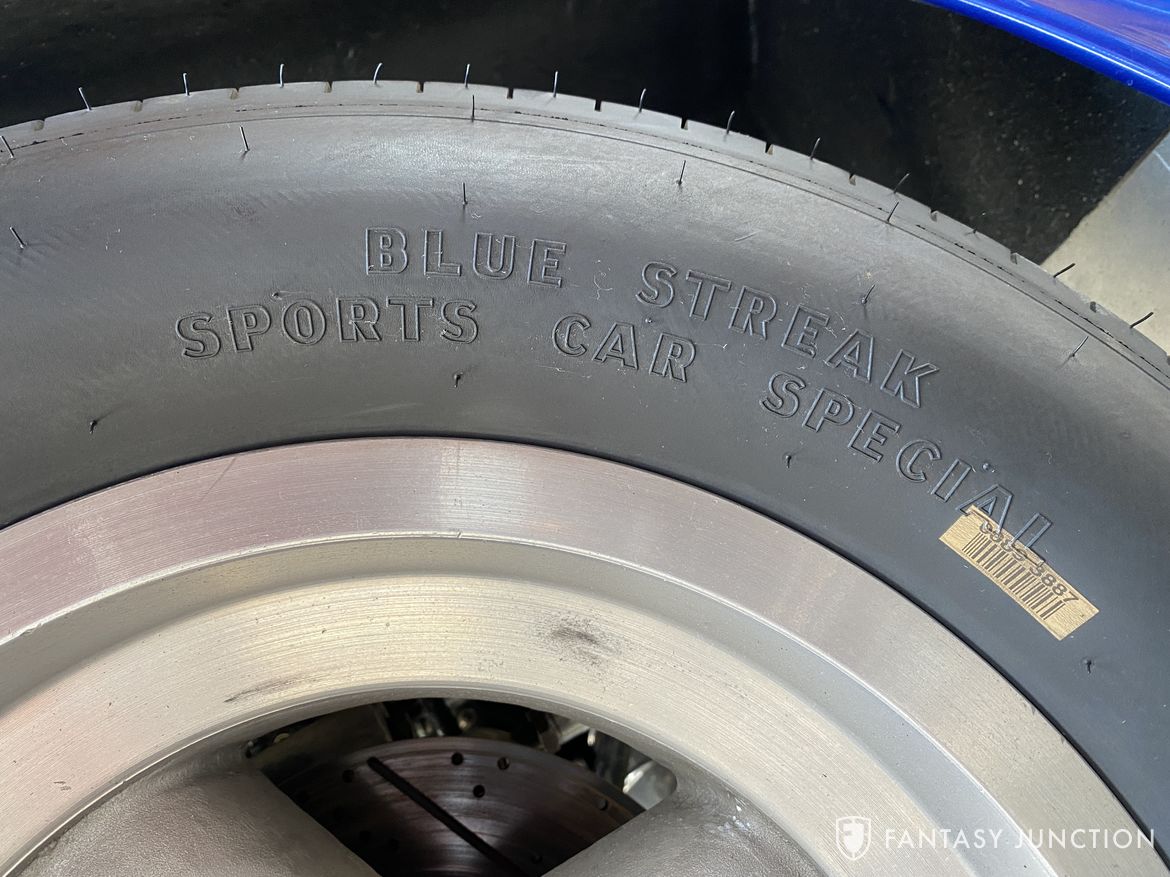 BLUE STREAK
SPORTS CAR SPECIAL
FANTASY JUNCTION